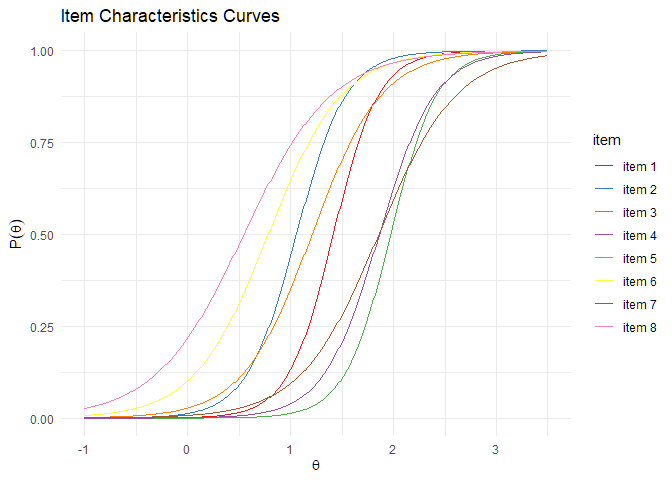 Item Characteristics Curves
P(θ)
1.00
0.75
0.50
0.25
0.00
-1
0
1
2
3
θ
item
item 1
item 2
item 3
item 4
item 5
item 6
item 7
item 8